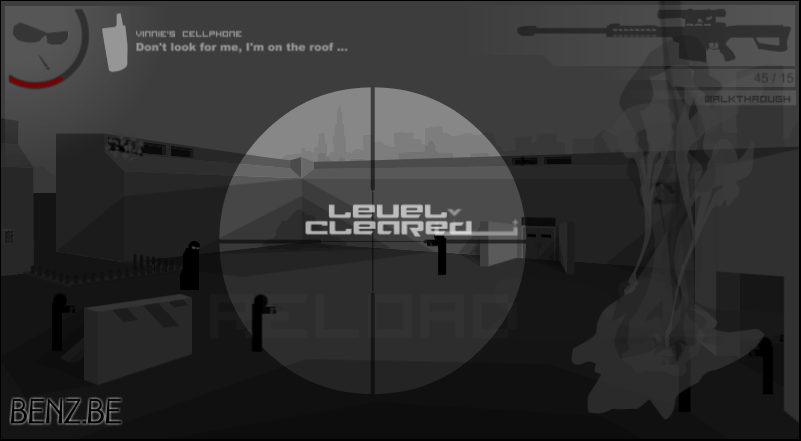 VINNIE'S CELLPHONE
Don't look for me, I'm on the roof ...
45 / 15
WALKTHROUGH
LEVEL
CLEARED
RELOAD
BENZ.BE